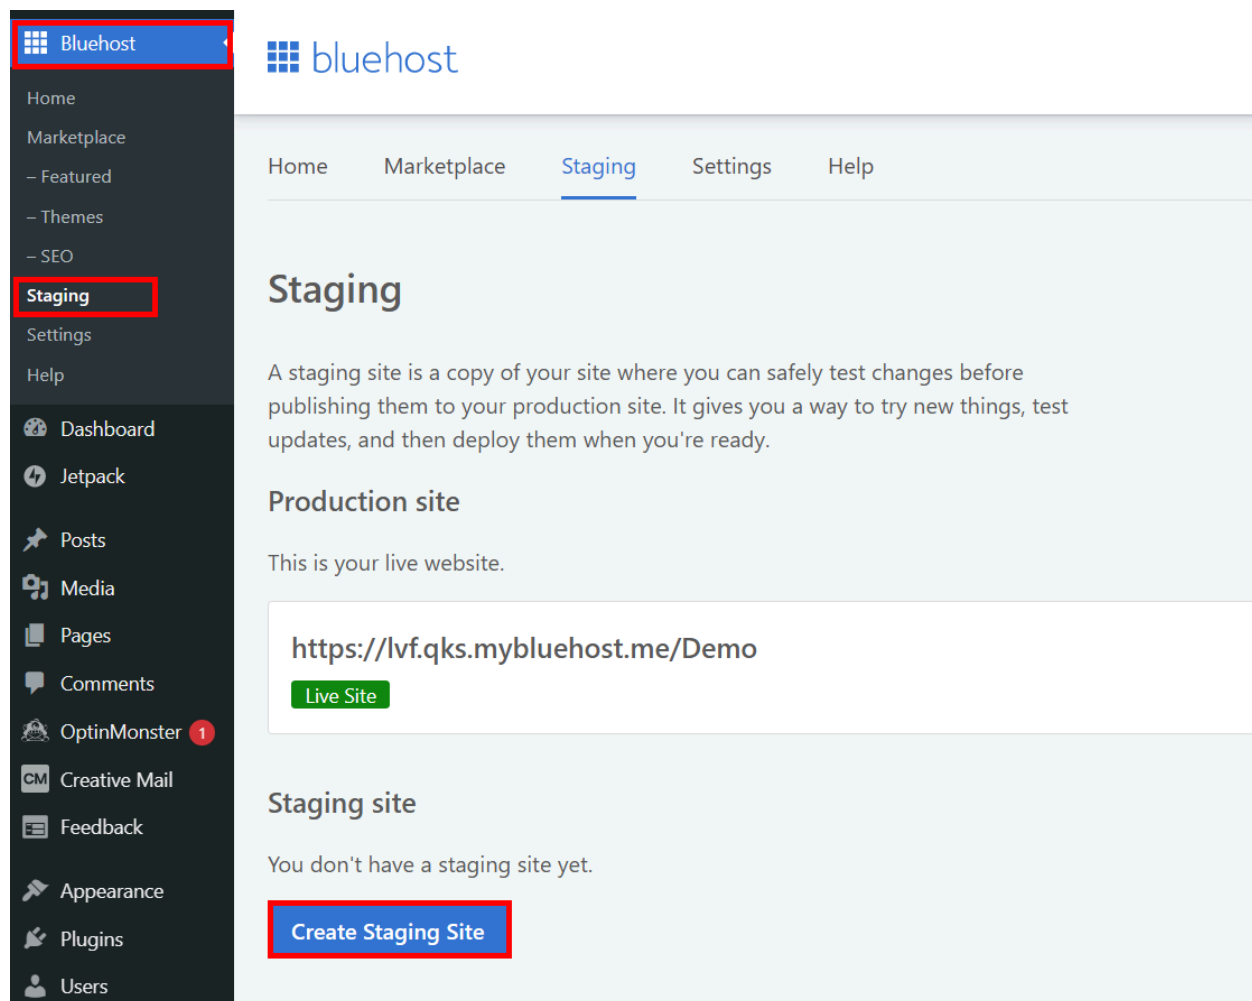 Bluehost
Home
Marketplace
– Featured
– Themes
– SEO
Staging
Settings
Help
Dashboard
Jetpack
Posts
Media
Pages
Comments
OptinMonster 1
CM Creative Mail
Feedback
Appearance
Plugins
Users
bluehost
Home Marketplace Staging Settings Help
Staging
A staging site is a copy of your site where you can safely test changes before
publishing them to your production site. It gives you a way to try new things, test
updates, and then deploy them when you're ready.
Production site
This is your live website.
https://lvf.qks.mybluehost.me/Demo
Live Site
Staging site
You don't have a staging site yet.
Create Staging Site